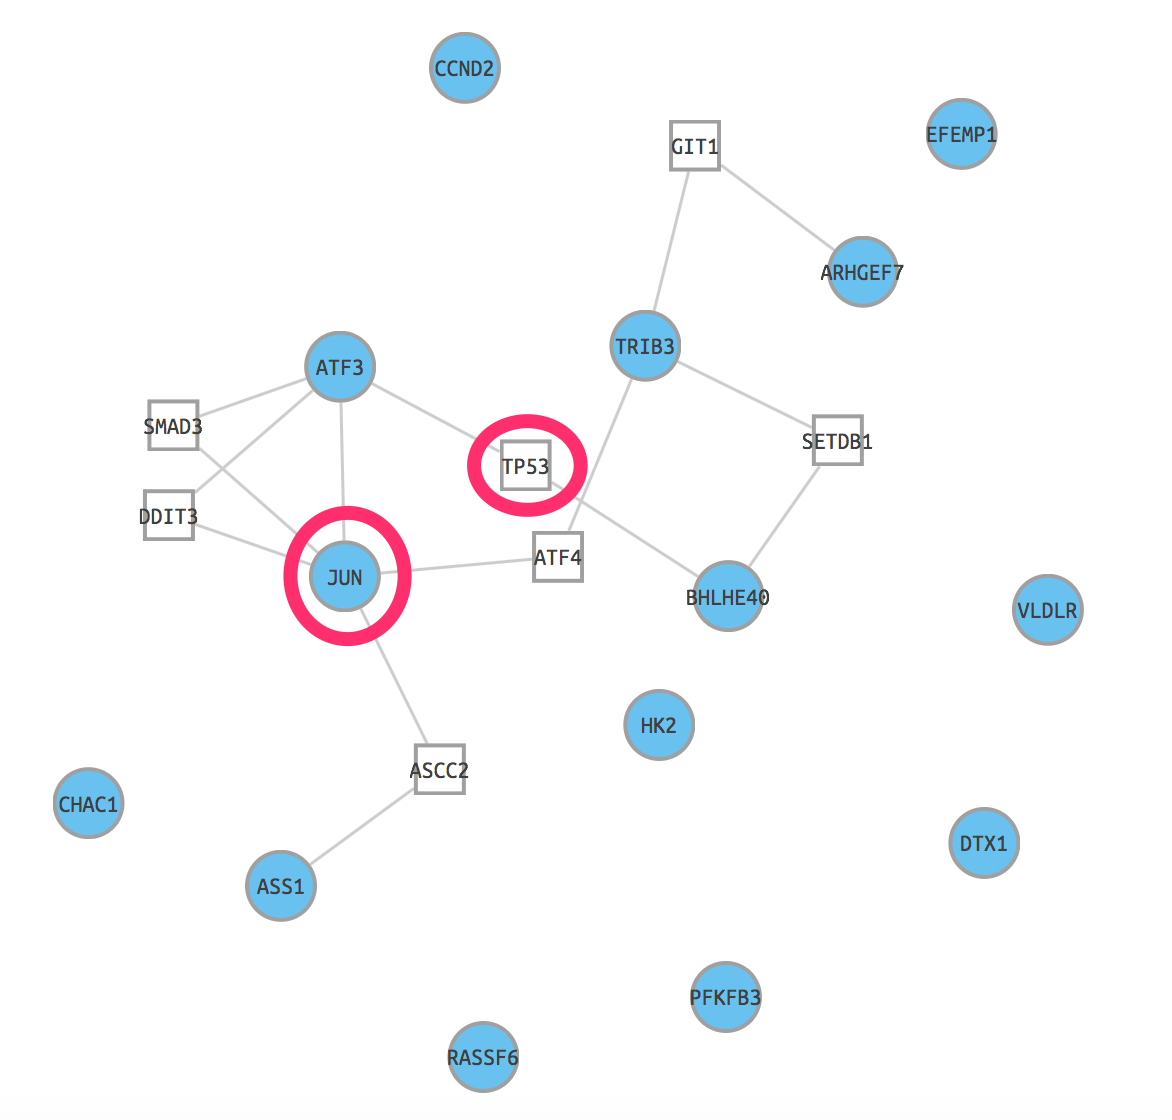 CCND2
EFEMP1
GIT1
ARHGEF7
TRIB3
ATF3
SMAD3
SETDB1
TP53
DDIT3
ATF4
JUN
BHLHE40
VLDLR
HK2
ASCC2
CHAC1
DTX1
ASS1
PFKFB3
RASSF6